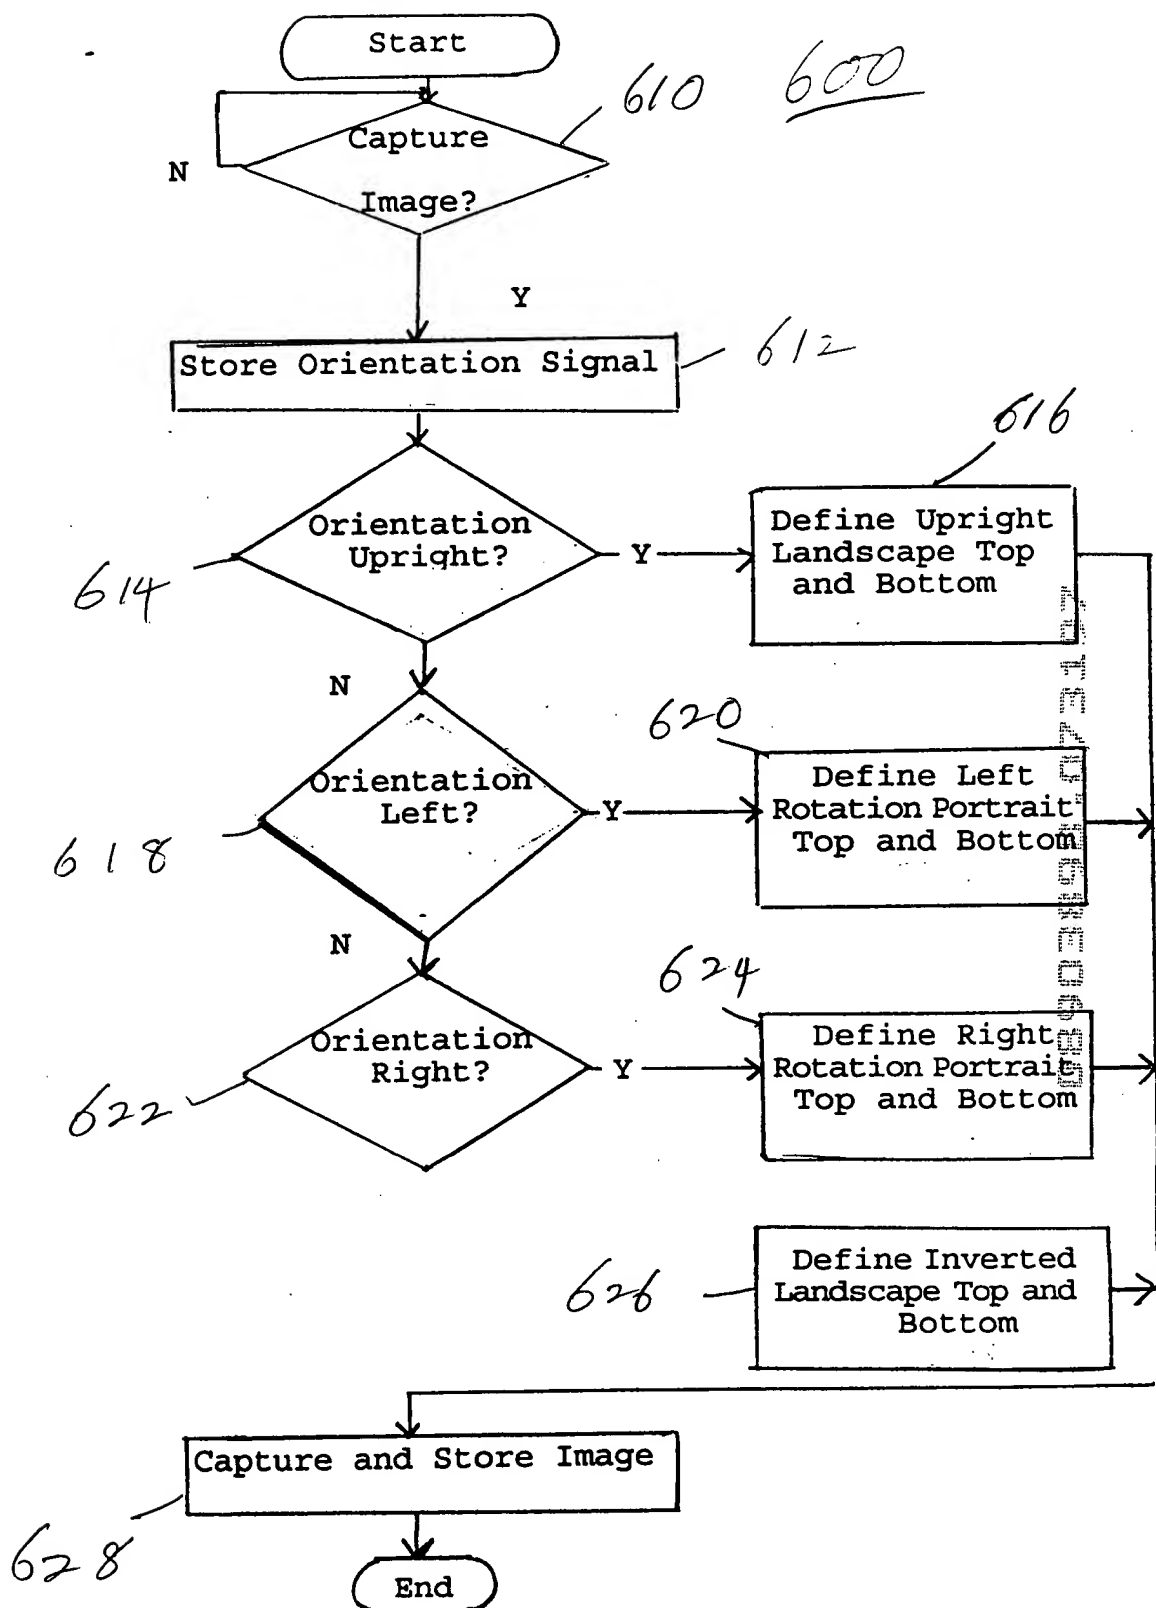 Start
610
600
Capture
Image?
N
Y
Store Orientation Signal
612
616
Orientation
Upright?
Y
614
Define Upright
Landscape Top
and Bottom
N
620
Orientation
Left?
Y
618
Define Left
Rotation Portrait
Top and Bottom
N
624
Orientation
Right?
Y
622
Define Right
Rotation Portrait
Top and Bottom
626
Define Inverted
Landscape Top and
Bottom
Capture and Store Image
628
End